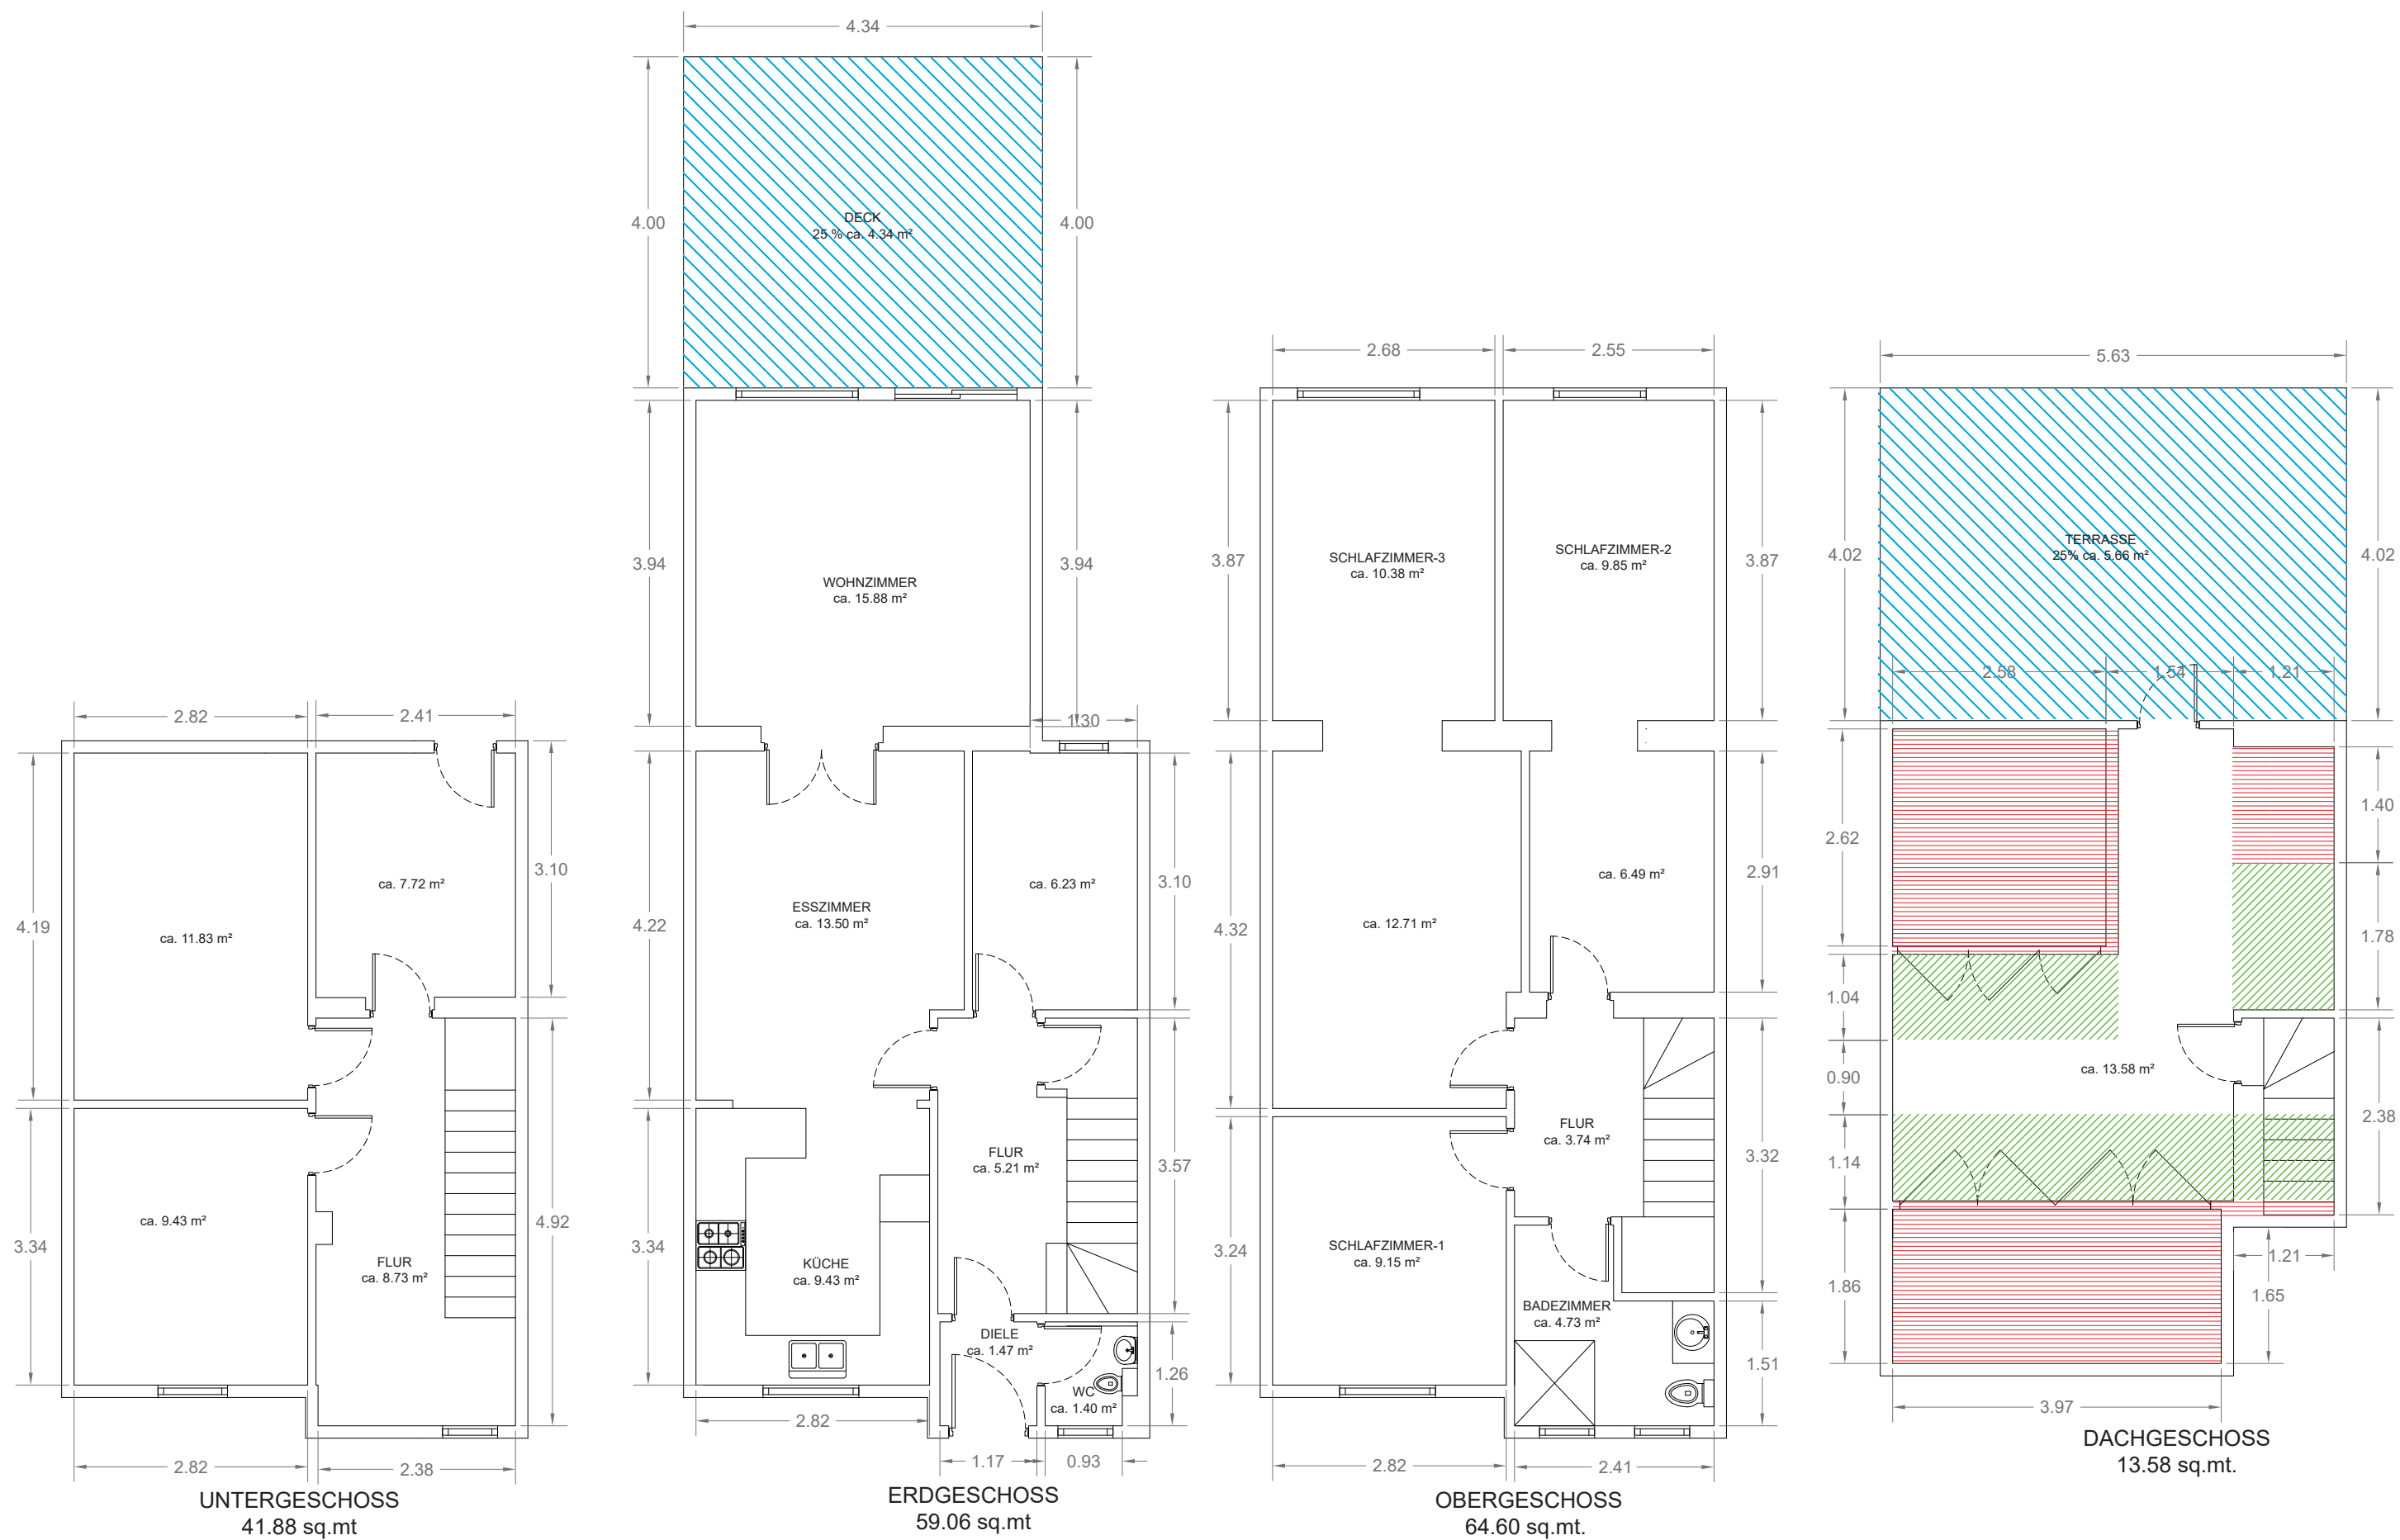 4.34
4.00
4.00
DECK
25 % ca. 4.34 m²
3.94
3.94
WOHNZIMMER
ca. 15.88 m²
1.30
2.82
2.41
4.19
3.10
ca. 7.72 m²
ca. 11.83 m²
3.34
ca. 9.43 m²
FLUR
ca. 8.73 m²
4.92
2.82
2.38
UNTERGESCHOSS
41.88 sq.mt
4.22
ESSZIMMER
ca. 13.50 m²
ca. 6.23 m²
3.10
FLUR
ca. 5.21 m²
3.57
3.34
KÜCHE
ca. 9.43 m²
DIELE
ca. 1.47 m²
WC
ca. 1.40 m²
1.26
2.82
1.17
0.93
ERDGESCHOSS
59.06 sq.mt
2.68
2.55
3.87
SCHLAFZIMMER-3
ca. 10.38 m²
SCHLAFZIMMER-2
ca. 9.85 m²
3.87
4.32
ca. 12.71 m²
ca. 6.49 m²
2.91
FLUR
ca. 3.74 m²
3.32
3.24
SCHLAFZIMMER-1
ca. 9.15 m²
BADEZIMMER
ca. 4.73 m²
1.51
2.82
2.41
OBERGESCHOSS
64.60 sq.mt.
5.63
4.02
TERRASSE
25% ca. 5.66 m²
4.02
2.58
1.54
1.21
2.62
1.40
1.78
1.04
0.90
ca. 13.58 m²
2.38
1.14
1.86
1.21
1.65
3.97
DACHGESCHOSS
13.58 sq.mt.